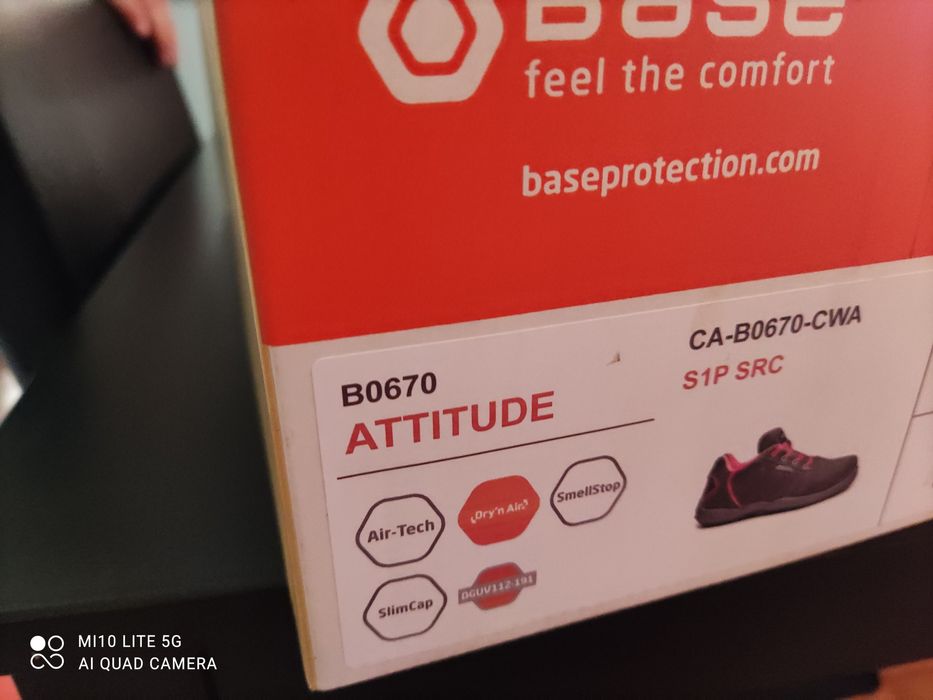 Base
feel the comfort
baseprotection.com
CA-B0670-CWA
S1P SRC
B0670
ATTITUDE
Air-Tech
Dry'n Air
SmellStop
SlimCap
DGUV112-191
MI10 LITE 5G
AI QUAD CAMERA